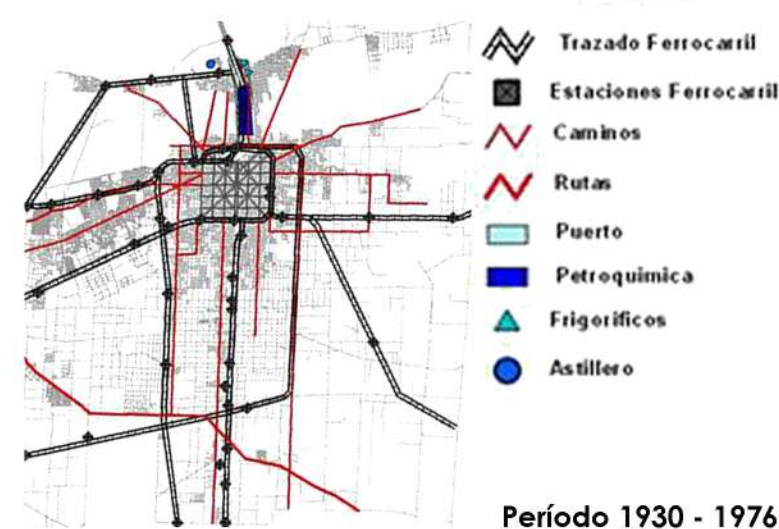 Trazado Ferrocarril
Estaciones Ferrocarril
Caminos
Rutas
Puerto
Petroquimica
Frigorificos
Astillero
Período 1930 - 1976